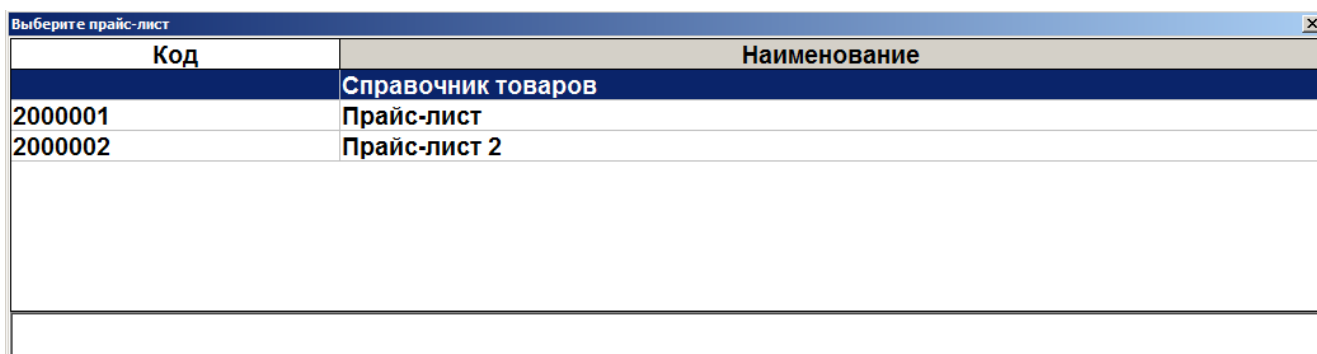 Выберите прайс-лист
Код Наименование
Справочник товаров
2000001 Прайс-лист
2000002 Прайс-лист 2